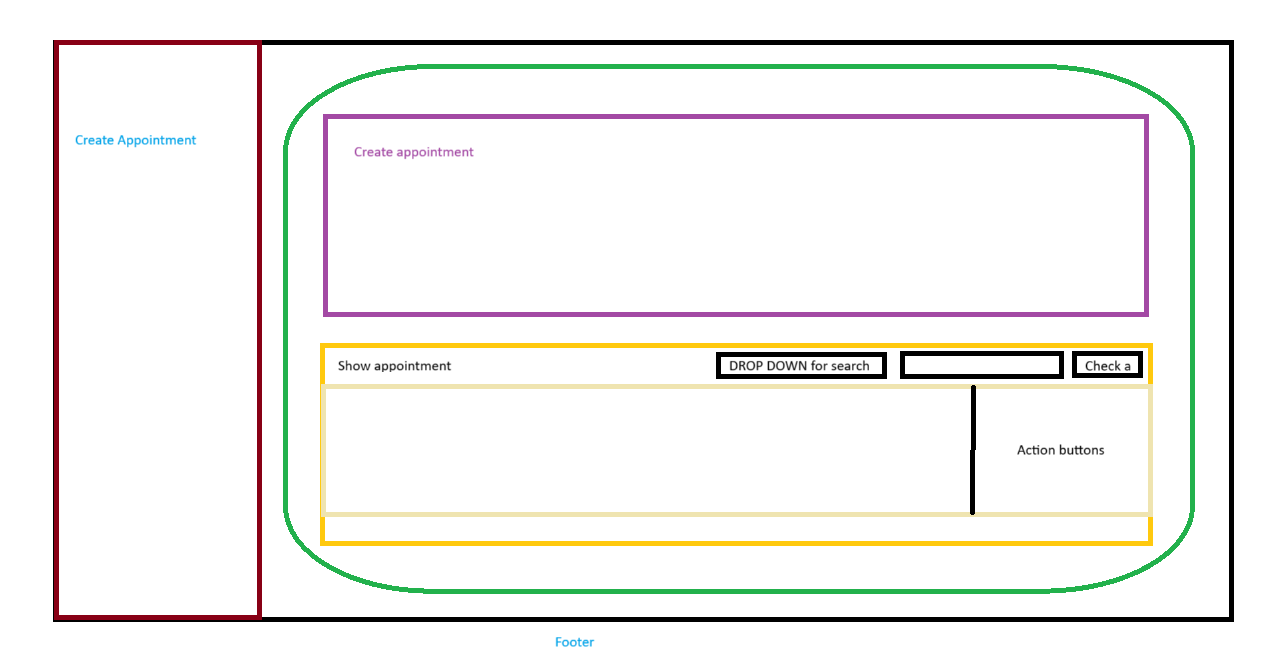 Create Appointment
Create appointment
Show appointment
DROP DOWN for search
Check a
Action buttons
Footer